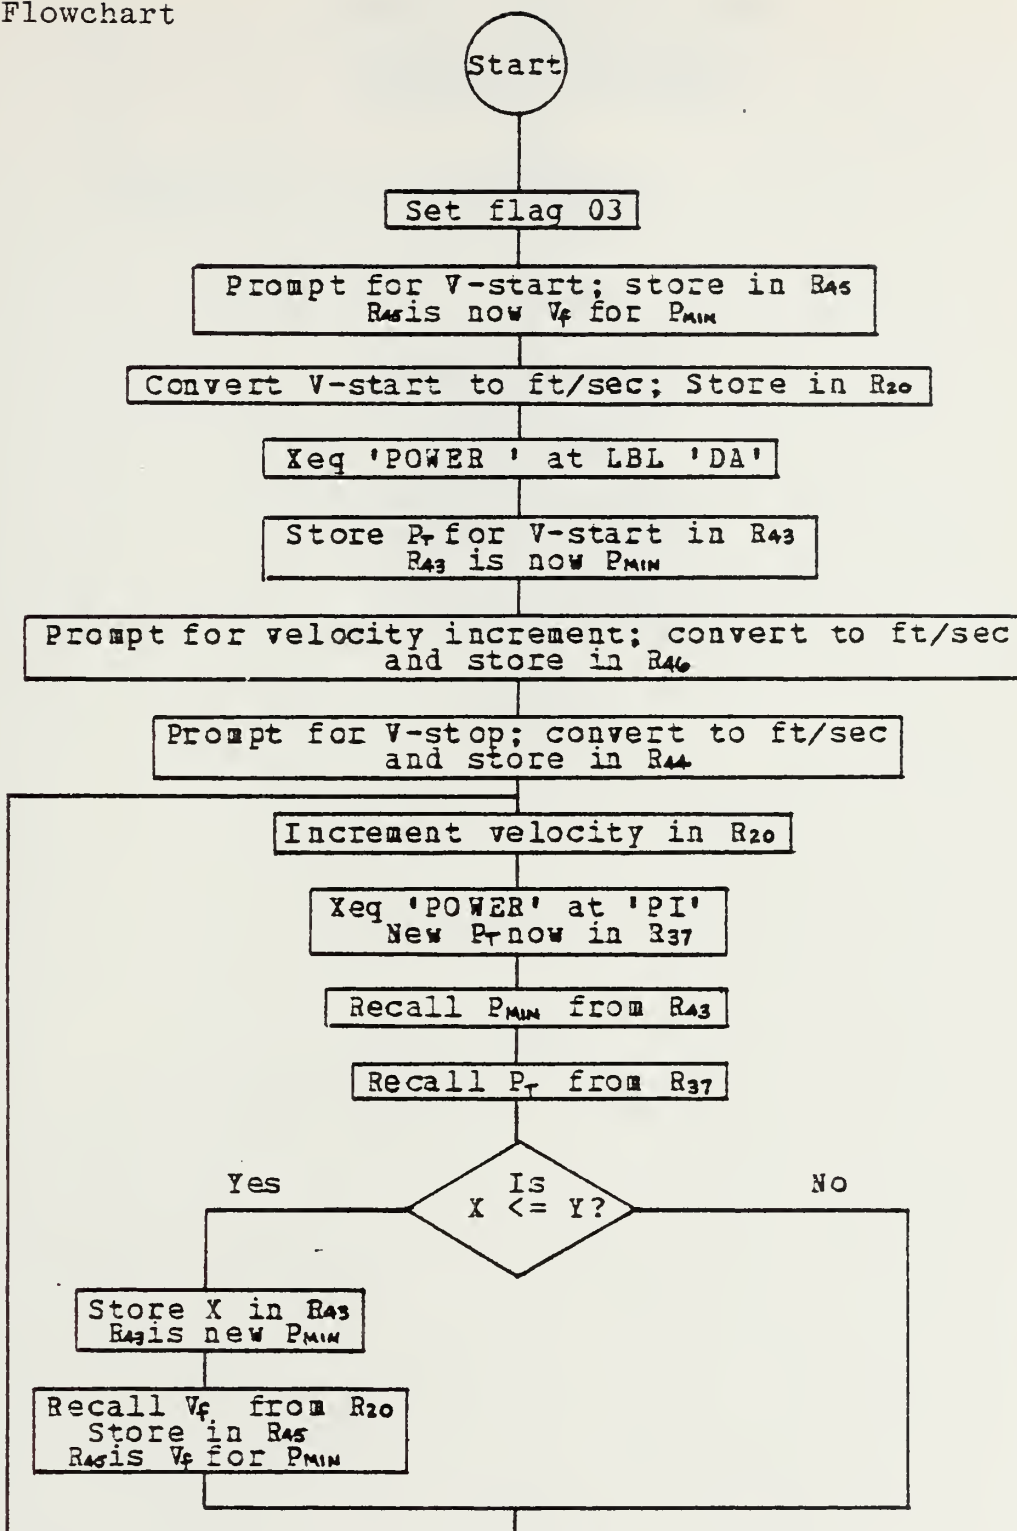 Flowchart
Start
Set flag 03
Prompt for V-start; store in R45
R45 is now Vf for PMIN
Convert V-start to ft/sec; Store in R20
Xeq 'POWER ' at LBL 'DA'
Store PT for V-start in R43
R43 is now PMIN
Prompt for velocity increment; convert to ft/sec
and store in R46
Prompt for V-stop; convert to ft/sec
and store in R44
Increment velocity in R20
Xeq 'POWER' at 'PI'
New PT now in R37
Recall PMIN from R43
Recall PT from R37
Yes
Is
X <= Y?
No
Store X in R43
R43 is new PMIN
Recall Vf from R20
Store in R45
R45 is Vf for PMIN